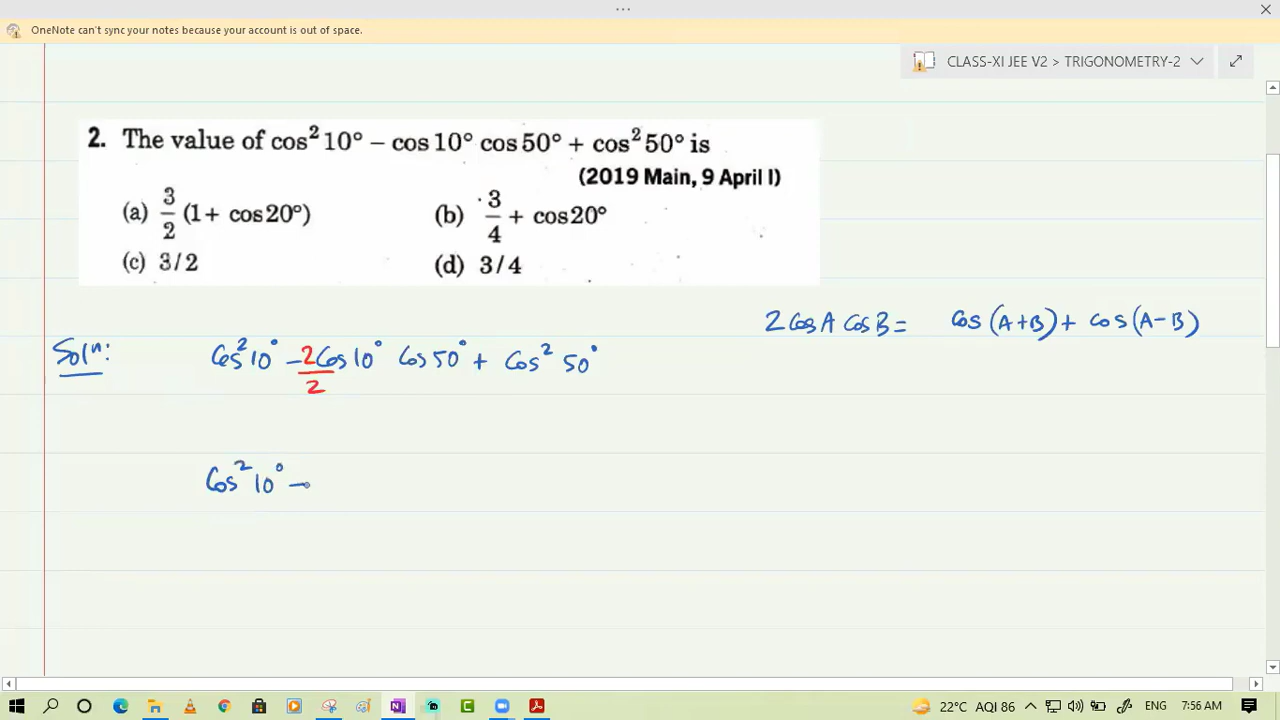 ...
OneNote can't sync your notes because your account is out of space.
CLASS-XI JEE V2 > TRIGONOMETRY-2
2. The value of cos² 10° – cos 10° cos 50° + cos² 50° is
(2019 Main, 9 April I)
(a) 3/2 (1 + cos 20°) (b) 3/4 + cos 20°
(c) 3/2 (d) 3/4
2 Cos A Cos B = Cos (A+B) + Cos (A-B)
Solⁿ: Cos² 10° - 2/2 Cos 10° Cos 50° + Cos² 50°
Cos² 10° -
22°C AQI 86 ENG 7:56 AM